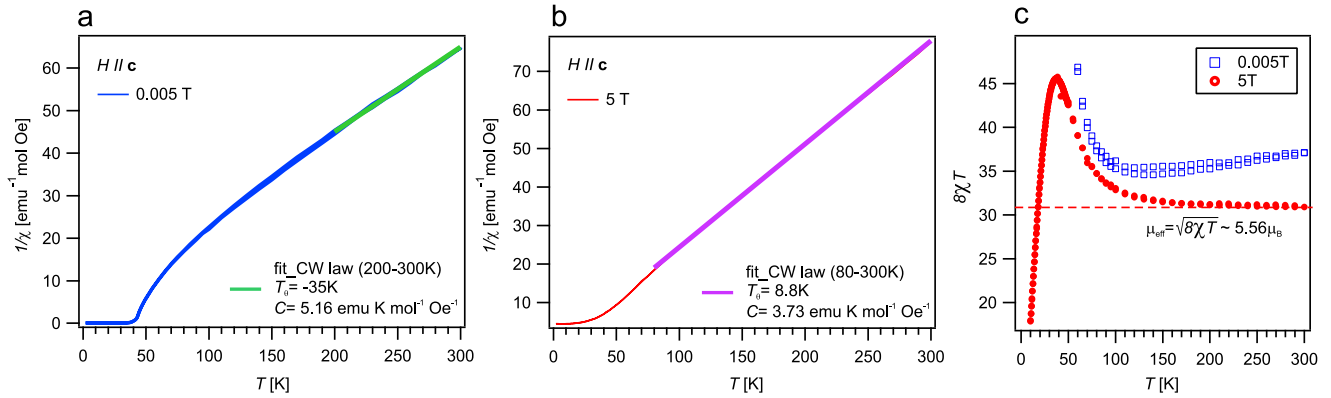 a
60
50
40
30
20
10
0
1/χ [emu⁻¹mol Oe]
H // c
0.005 T
fit_CW law (200-300K)
Tθ= -35K
C= 5.16 emu K mol⁻¹ Oe⁻¹
0 50 100 150 200 250 300
T [K]
b
70
60
50
40
30
20
10
0
1/χ [emu⁻¹mol Oe]
H // c
5 T
fit_CW law (80-300K)
Tθ= 8.8K
C= 3.73 emu K mol⁻¹ Oe⁻¹
0 50 100 150 200 250 300
T [K]
c
45
40
35
30
25
20
8χT
0.005T
5T
μeff=√8χT ~ 5.56μB
0 50 100 150 200 250 300
T [K]